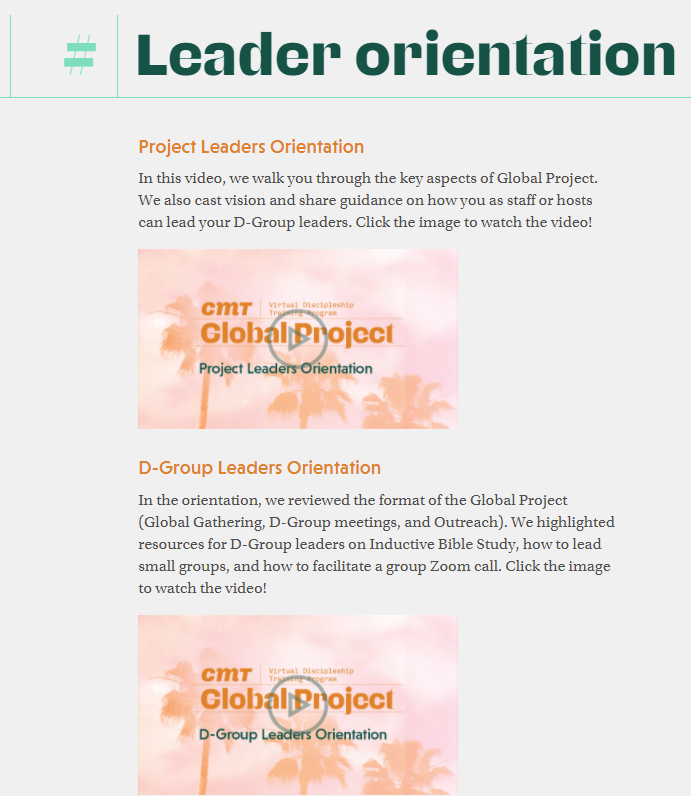 # Leader orientation
Project Leaders Orientation
In this video, we walk you through the key aspects of Global Project.
We also cast vision and share guidance on how you as staff or hosts
can lead your D-Group leaders. Click the image to watch the video!
CMT Virtual Discipleship
Training Program
Global Project
Project Leaders Orientation
D-Group Leaders Orientation
In the orientation, we reviewed the format of the Global Project
(Global Gathering, D-Group meetings, and Outreach). We highlighted
resources for D-Group leaders on Inductive Bible Study, how to lead
small groups, and how to facilitate a group Zoom call. Click the image
to watch the video!
CMT Virtual Discipleship
Training Program
Global Project
D-Group Leaders Orientation